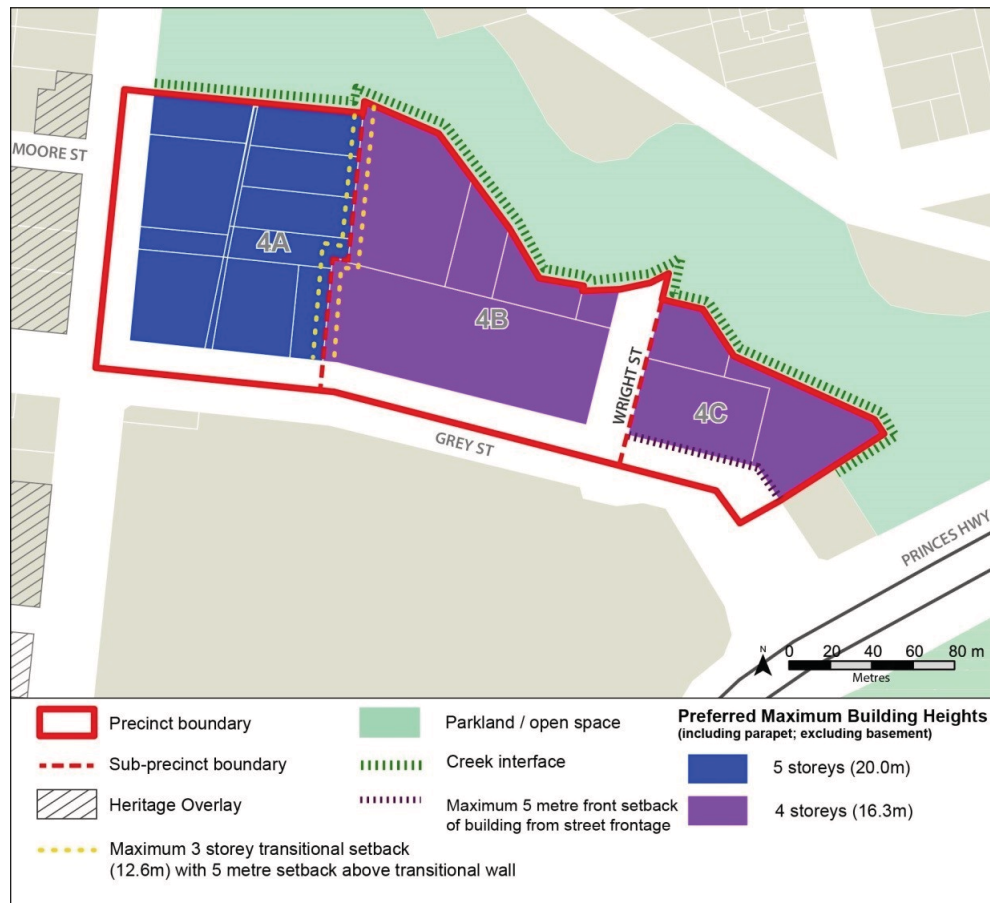 MOORE ST
4A
4B
4C
WRIGHT ST
GREY ST
PRINCES HWY
N
0 20 40 60 80 m
Metres
Precinct boundary
Sub-precinct boundary
Heritage Overlay
Maximum 3 storey transitional setback
(12.6m) with 5 metre setback above transitional wall
Parkland / open space
Creek interface
Maximum 5 metre front setback
of building from street frontage
Preferred Maximum Building Heights
(including parapet; excluding basement)
5 storeys (20.0m)
4 storeys (16.3m)